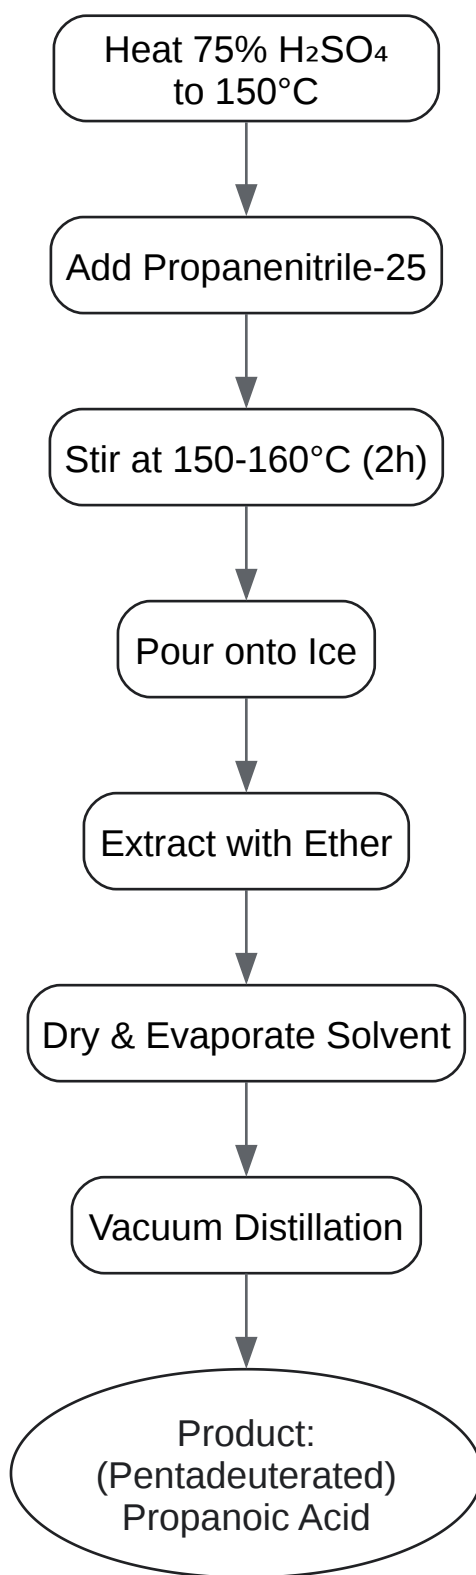 Heat 75% H₂SO₄
to 150°C
Add Propanenitrile-25
Stir at 150-160°C (2h)
Pour onto Ice
Extract with Ether
Dry & Evaporate Solvent
Vacuum Distillation
Product:
(Pentadeuterated)
Propanoic Acid